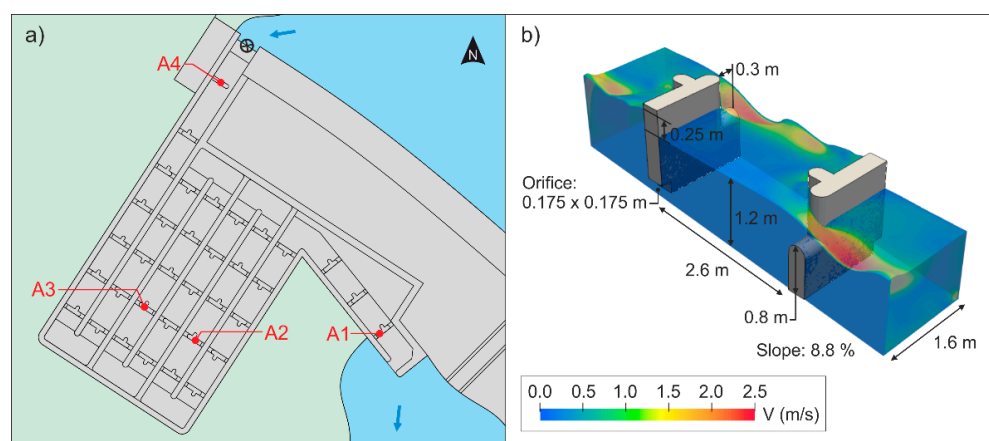 a)
A4
N
A3
A2
A1
b)
0.3 m
0.25 m
Orifice:
0.175 x 0.175 m
1.2 m
2.6 m
0.8 m
Slope: 8.8 %
1.6 m
0.0 0.5 1.0 1.5 2.0 2.5
V (m/s)